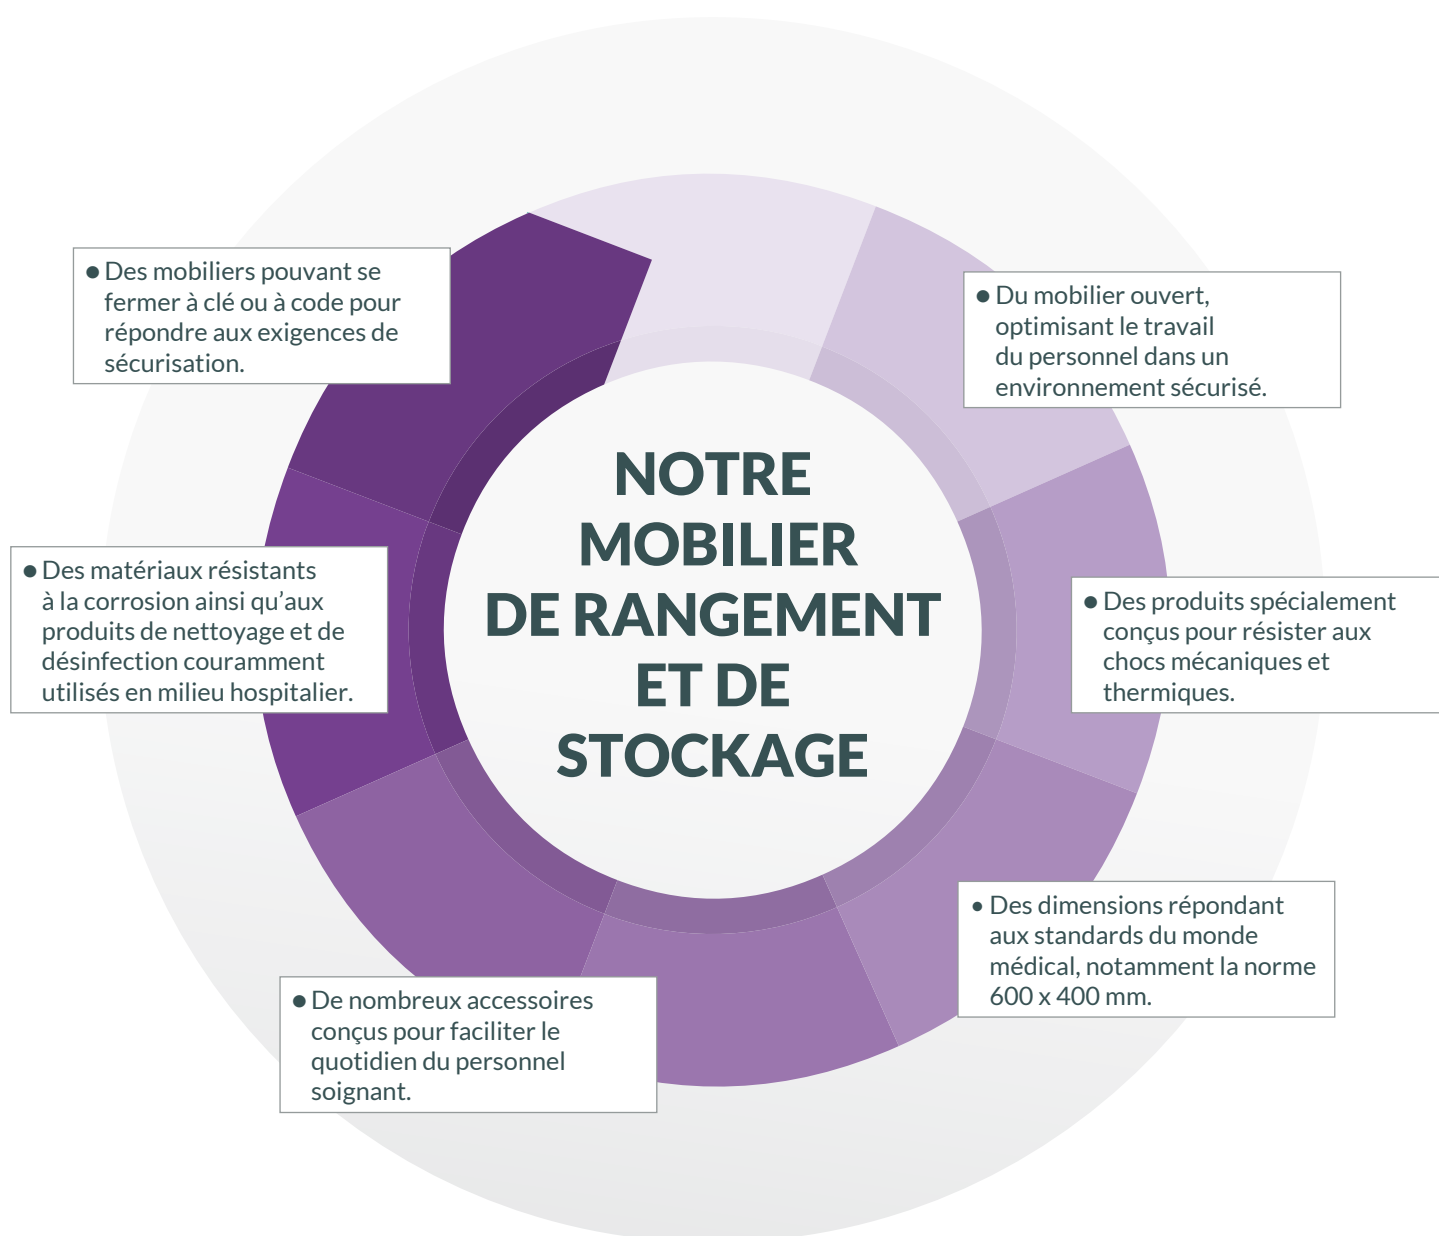 NOTRE
MOBILIER
DE RANGEMENT
ET DE
STOCKAGE
● Du mobilier ouvert,
optimisant le travail
du personnel dans un
environnement sécurisé.
● Des produits spécialement
conçus pour résister aux
chocs mécaniques et
thermiques.
● Des dimensions répondant
aux standards du monde
médical, notamment la norme
600 x 400 mm.
● De nombreux accessoires
conçus pour faciliter le
quotidien du personnel
soignant.
● Des matériaux résistants
à la corrosion ainsi qu’aux
produits de nettoyage et de
désinfection couramment
utilisés en milieu hospitalier.
● Des mobiliers pouvant se
fermer à clé ou à code pour
répondre aux exigences de
sécurisation.